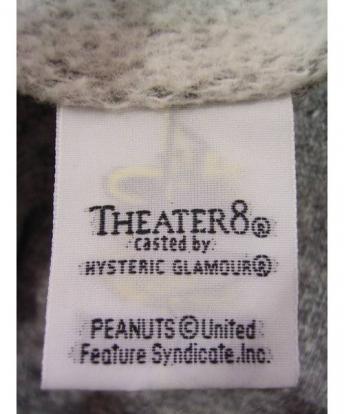 THEATER8®
casted by
HYSTERIC GLAMOUR®
PEANUTS © United
Feature Syndicate.Inc.